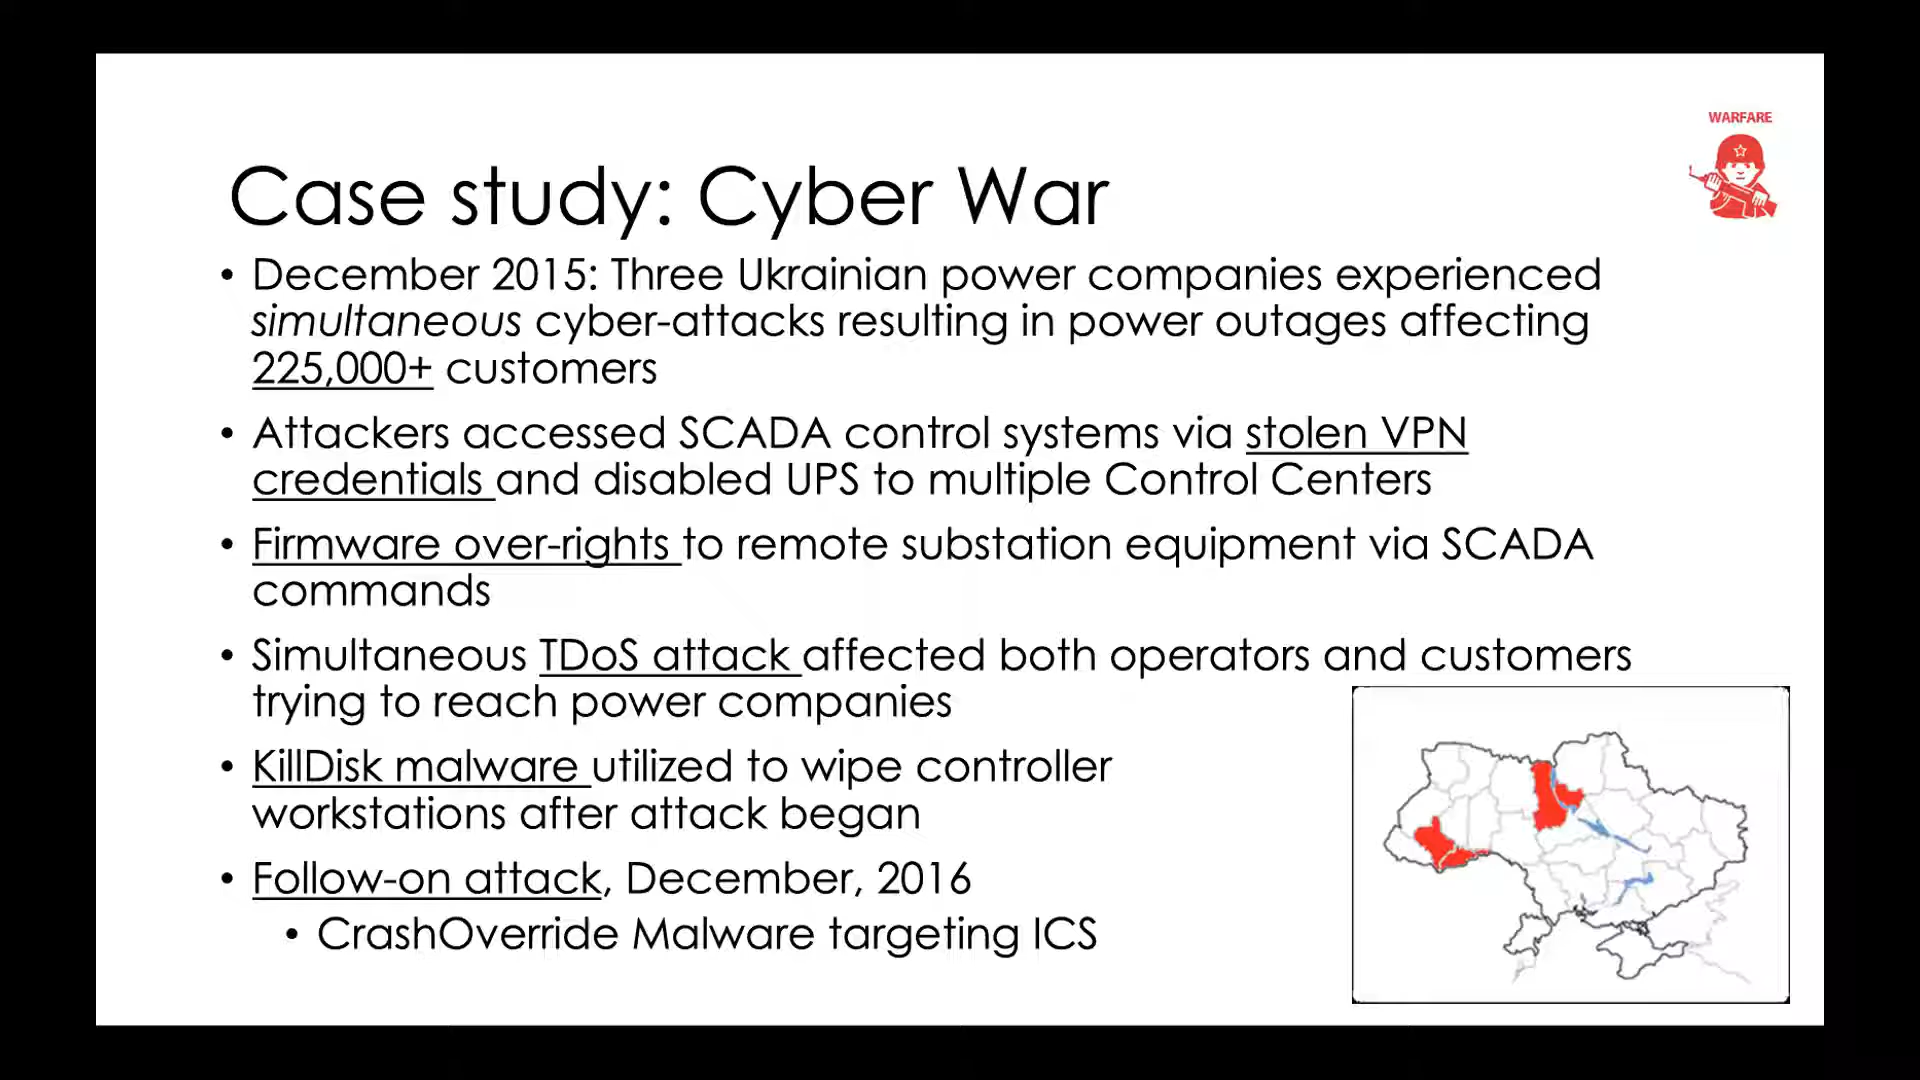 WARFARE
Case study: Cyber War
• December 2015: Three Ukrainian power companies experienced
simultaneous cyber-attacks resulting in power outages affecting
225,000+ customers
• Attackers accessed SCADA control systems via stolen VPN
credentials and disabled UPS to multiple Control Centers
• Firmware over-rights to remote substation equipment via SCADA
commands
• Simultaneous TDoS attack affected both operators and customers
trying to reach power companies
• KillDisk malware utilized to wipe controller
workstations after attack began
• Follow-on attack, December, 2016
• CrashOverride Malware targeting ICS